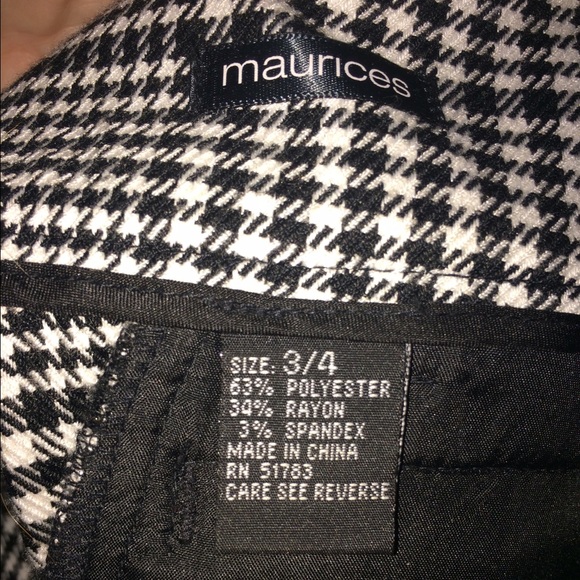 maurices
SIZE: 3/4
63% POLYESTER
34% RAYON
3% SPANDEX
MADE IN CHINA
RN 51783
CARE SEE REVERSE